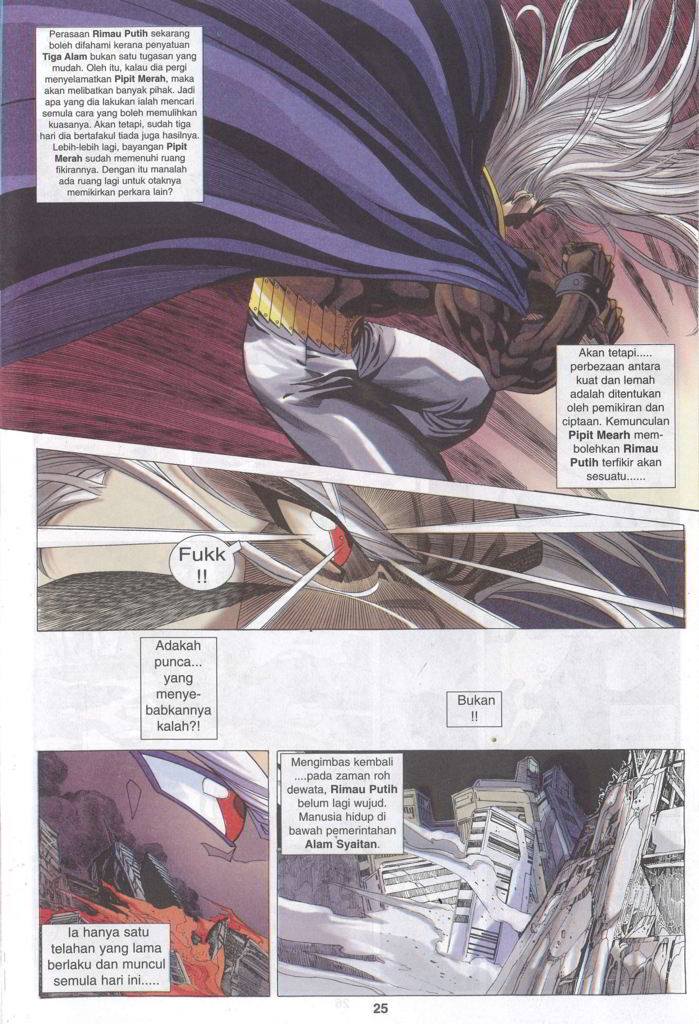 Perasaan Rimau Putih sekarang
boleh difahami kerana penyatuan
Tiga Alam bukan satu tugasan yang
mudah. Oleh itu, kalau dia pergi
menyelamatkan Pipit Merah, maka
akan melibatkan banyak pihak. Jadi
apa yang dia lakukan ialah mencari
semula cara yang boleh memulihkan
kuasanya. Akan tetapi, sudah tiga
hari dia bertafakul tiada juga hasilnya.
Lebih-lebih lagi, bayangan Pipit
Merah sudah memenuhi ruang
fikirannya. Dengan itu manalah
ada ruang lagi untuk otaknya
memikirkan perkara lain?
Akan tetapi.....
perbezaan antara
kuat dan lemah
adalah ditentukan
oleh pemikiran dan
ciptaan. Kemunculan
Pipit Mearh mem-
bolehkan Rimau
Putih terfikir akan
sesuatu......
Fukk
!!
Adakah
punca...
yang
menye-
babkannya
kalah?!
Bukan
!!
Ia hanya satu
telahan yang lama
berlaku dan muncul
semula hari ini.....
Mengimbas kembali
....pada zaman roh
dewata, Rimau Putih
belum lagi wujud.
Manusia hidup di
bawah pemerintahan
Alam Syaitan.
25